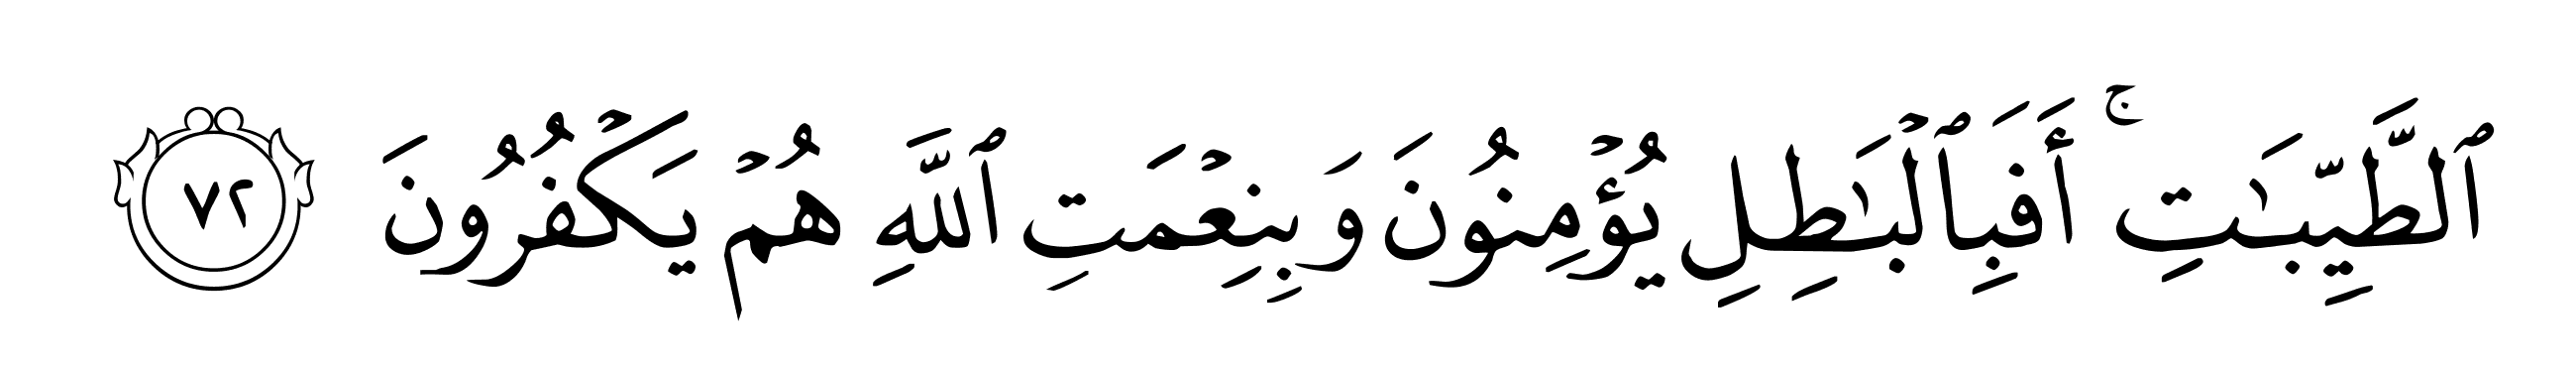 ٱلطَّيِّبَٰتِ ۚ أَفَبِٱلْبَٰطِلِ يُؤْمِنُونَ وَبِنِعْمَتِ ٱللَّهِ هُمْ يَكْفُرُونَ ٧٢